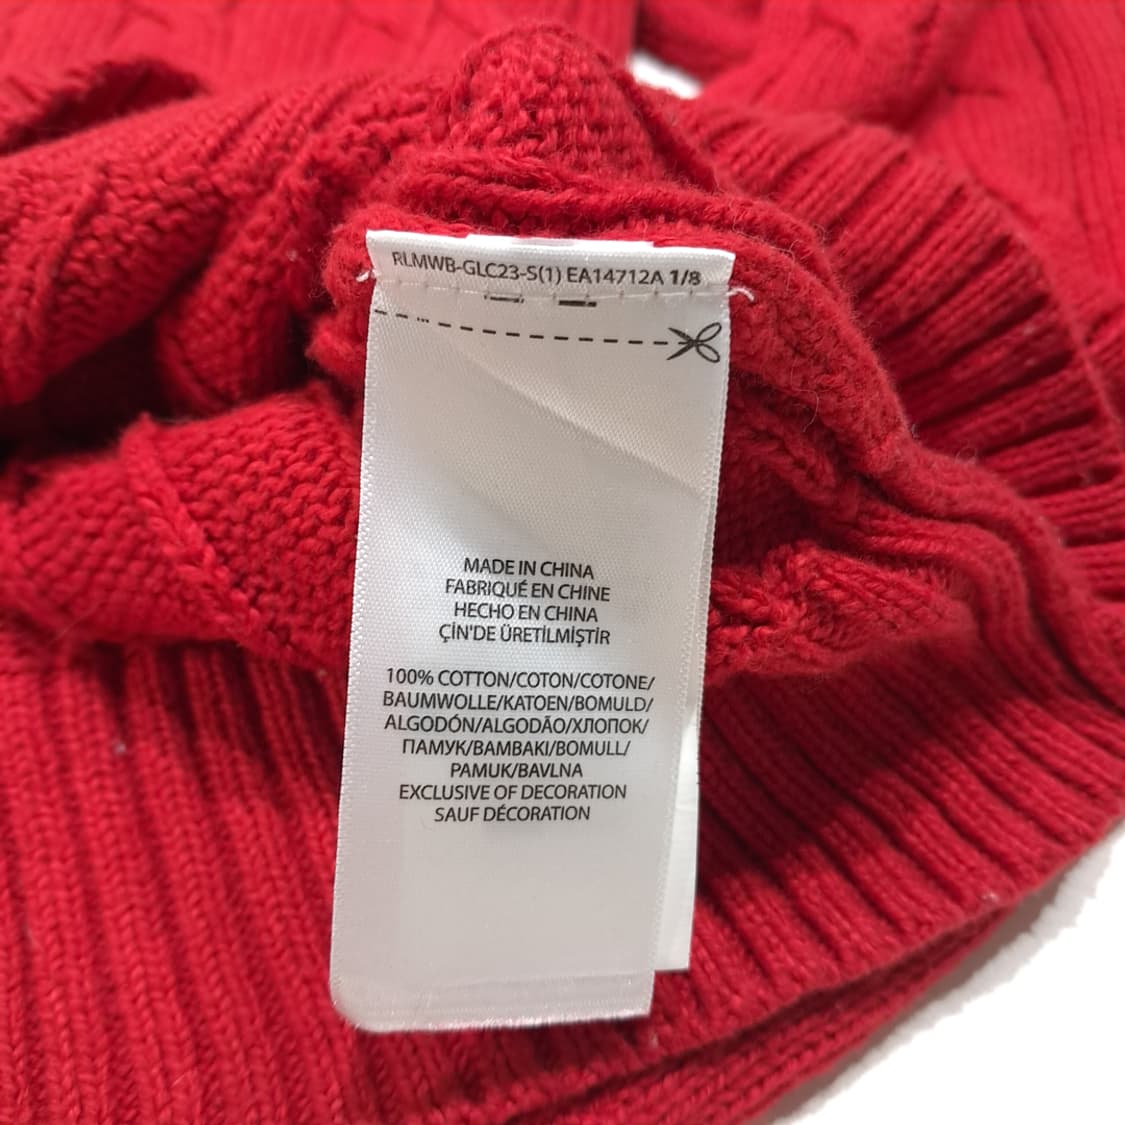 RLMWB-GLC23-S(1) EA14712A 1/8
MADE IN CHINA
FABRIQUÉ EN CHINE
HECHO EN CHINA
ÇİN'DE ÜRETİLMİŞTİR
100% COTTON/COTON/COTONE/
BAUMWOLLE/KATOEN/BOMULD/
ALGODÓN/ALGODÃO/ХЛОПОК/
ПАМУК/BAMBAKI/BOMULL/
PAMUK/BAVLNA
EXCLUSIVE OF DECORATION
SAUF DÉCORATION